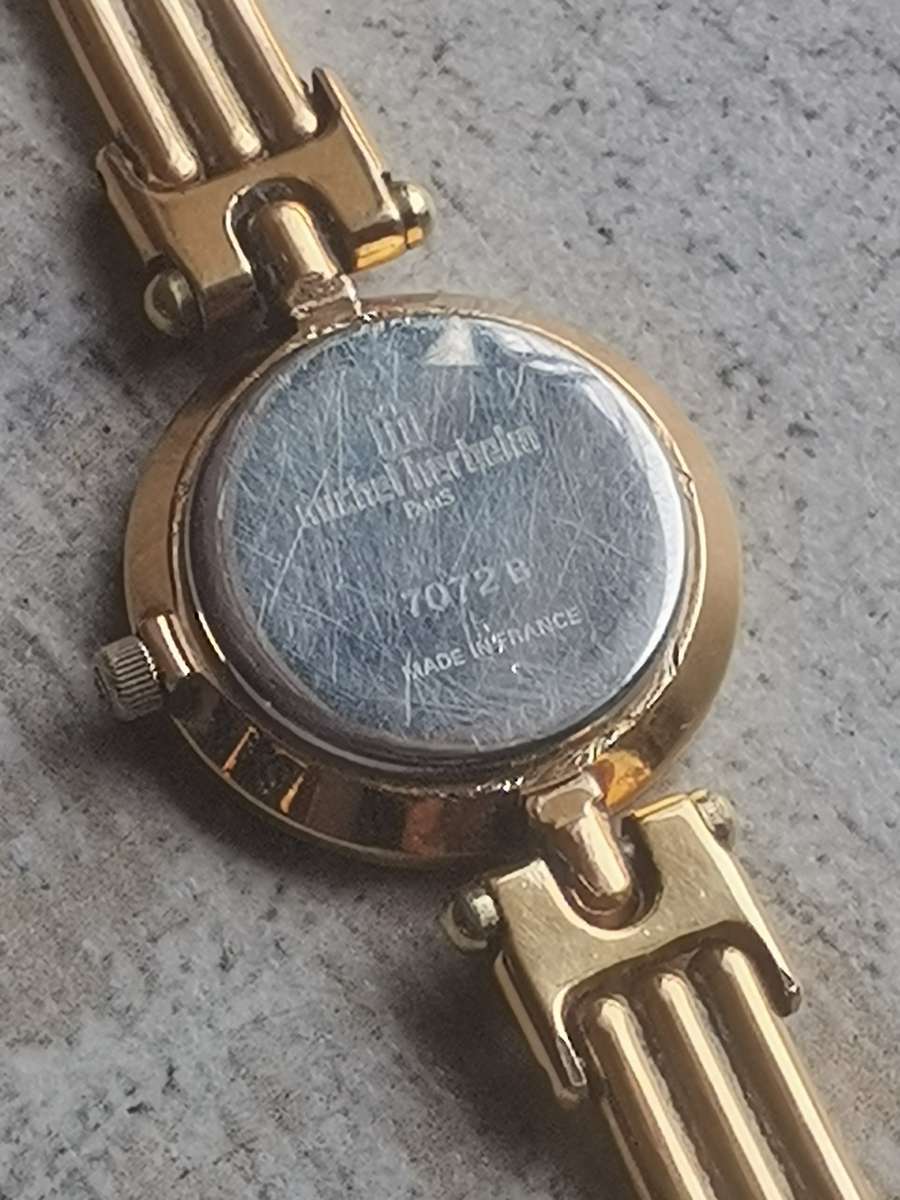 michel herbelin
PARIS
7072 B
MADE IN FRANCE